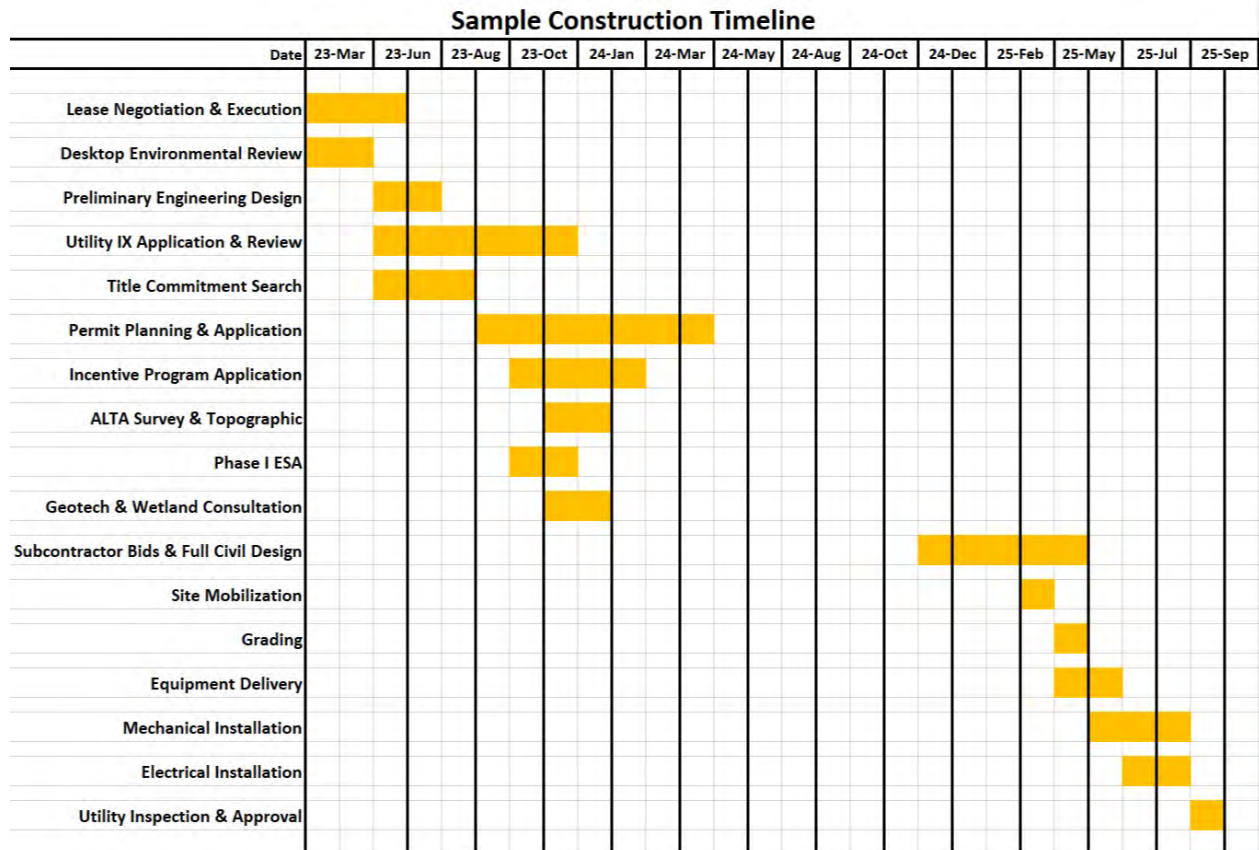 Sample Construction Timeline
Date 23-Mar 23-Jun 23-Aug 23-Oct 24-Jan 24-Mar 24-May 24-Aug 24-Oct 24-Dec 25-Feb 25-May 25-Jul 25-Sep
Lease Negotiation & Execution
Desktop Environmental Review
Preliminary Engineering Design
Utility IX Application & Review
Title Commitment Search
Permit Planning & Application
Incentive Program Application
ALTA Survey & Topographic
Phase I ESA
Geotech & Wetland Consultation
Subcontractor Bids & Full Civil Design
Site Mobilization
Grading
Equipment Delivery
Mechanical Installation
Electrical Installation
Utility Inspection & Approval